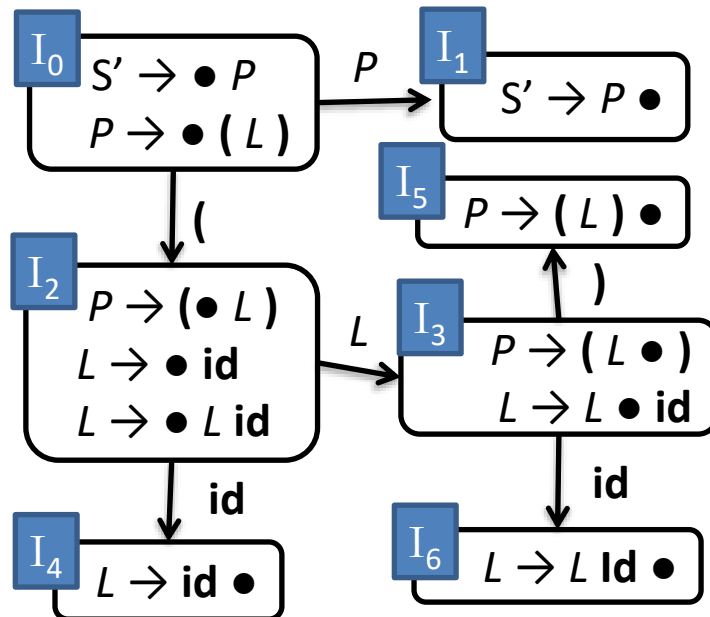 I₀
S’ → ● P
P → ● ( L )
P
I₁
S’ → P ●
(
I₅
P → ( L ) ●
)
I₂
P → (● L )
L → ● id
L → ● L id
L
I₃
P → ( L ● )
L → L ● id
id
id
I₄
L → id ●
I₆
L → L Id ●